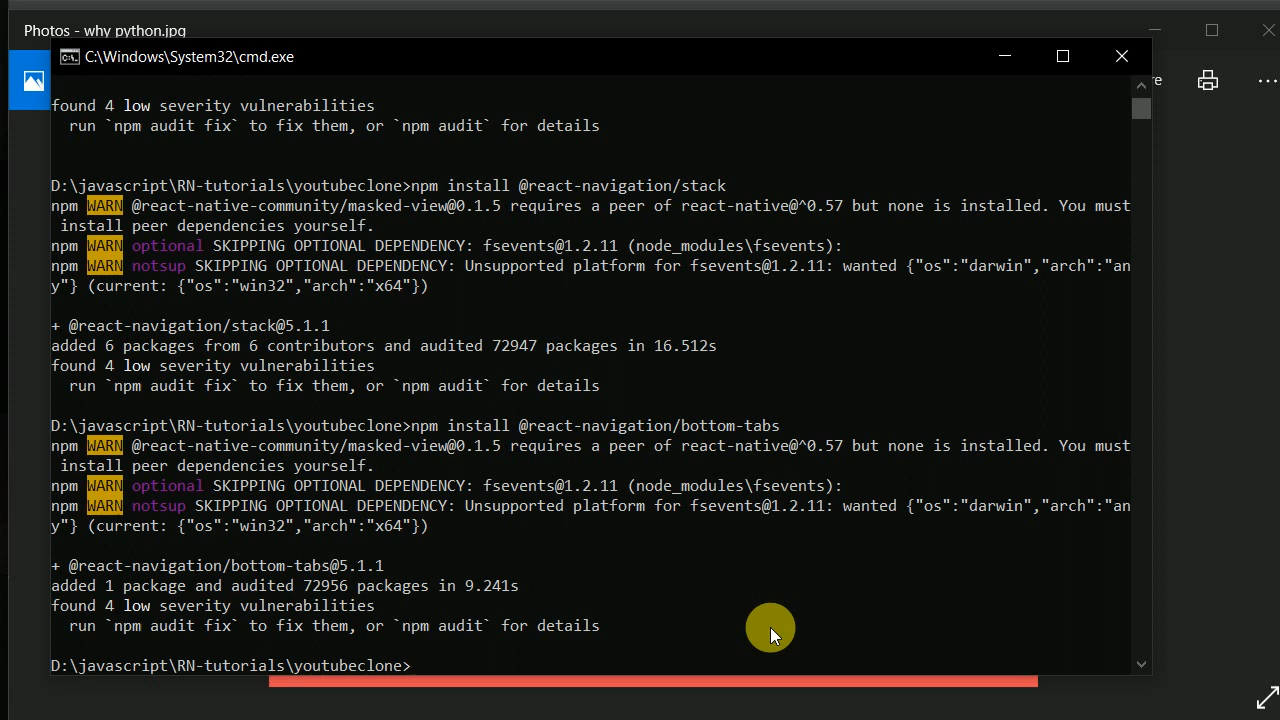 Photos - why python.jpg
C:\Windows\System32\cmd.exe
re
found 4 low severity vulnerabilities
run `npm audit fix` to fix them, or `npm audit` for details
D:\javascript\RN-tutorials\youtubeclone>npm install @react-navigation/stack
npm WARN @react-native-community/masked-view@0.1.5 requires a peer of react-native@^0.57 but none is installed. You must
install peer dependencies yourself.
npm WARN optional SKIPPING OPTIONAL DEPENDENCY: fsevents@1.2.11 (node_modules\fsevents):
npm WARN notsup SKIPPING OPTIONAL DEPENDENCY: Unsupported platform for fsevents@1.2.11: wanted {"os":"darwin","arch":"an
y"} (current: {"os":"win32","arch":"x64"})
+ @react-navigation/stack@5.1.1
added 6 packages from 6 contributors and audited 72947 packages in 16.512s
found 4 low severity vulnerabilities
run `npm audit fix` to fix them, or `npm audit` for details
D:\javascript\RN-tutorials\youtubeclone>npm install @react-navigation/bottom-tabs
npm WARN @react-native-community/masked-view@0.1.5 requires a peer of react-native@^0.57 but none is installed. You must
install peer dependencies yourself.
npm WARN optional SKIPPING OPTIONAL DEPENDENCY: fsevents@1.2.11 (node_modules\fsevents):
npm WARN notsup SKIPPING OPTIONAL DEPENDENCY: Unsupported platform for fsevents@1.2.11: wanted {"os":"darwin","arch":"an
y"} (current: {"os":"win32","arch":"x64"})
+ @react-navigation/bottom-tabs@5.1.1
added 1 package and audited 72956 packages in 9.241s
found 4 low severity vulnerabilities
run `npm audit fix` to fix them, or `npm audit` for details
D:\javascript\RN-tutorials\youtubeclone>